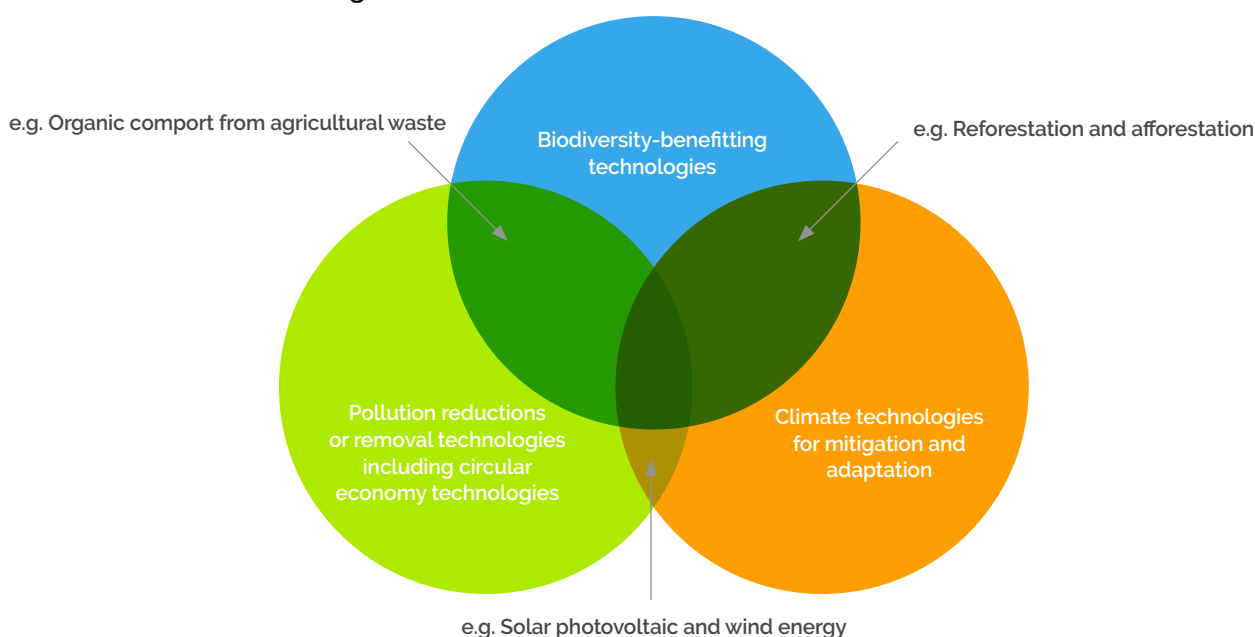 e.g. Organic comport from agricultural waste
e.g. Reforestation and afforestation
Biodiversity-benefitting
technologies
Pollution reductions
or removal technologies
including circular
economy technologies
Climate technologies
for mitigation and
adaptation
e.g. Solar photovoltaic and wind energy